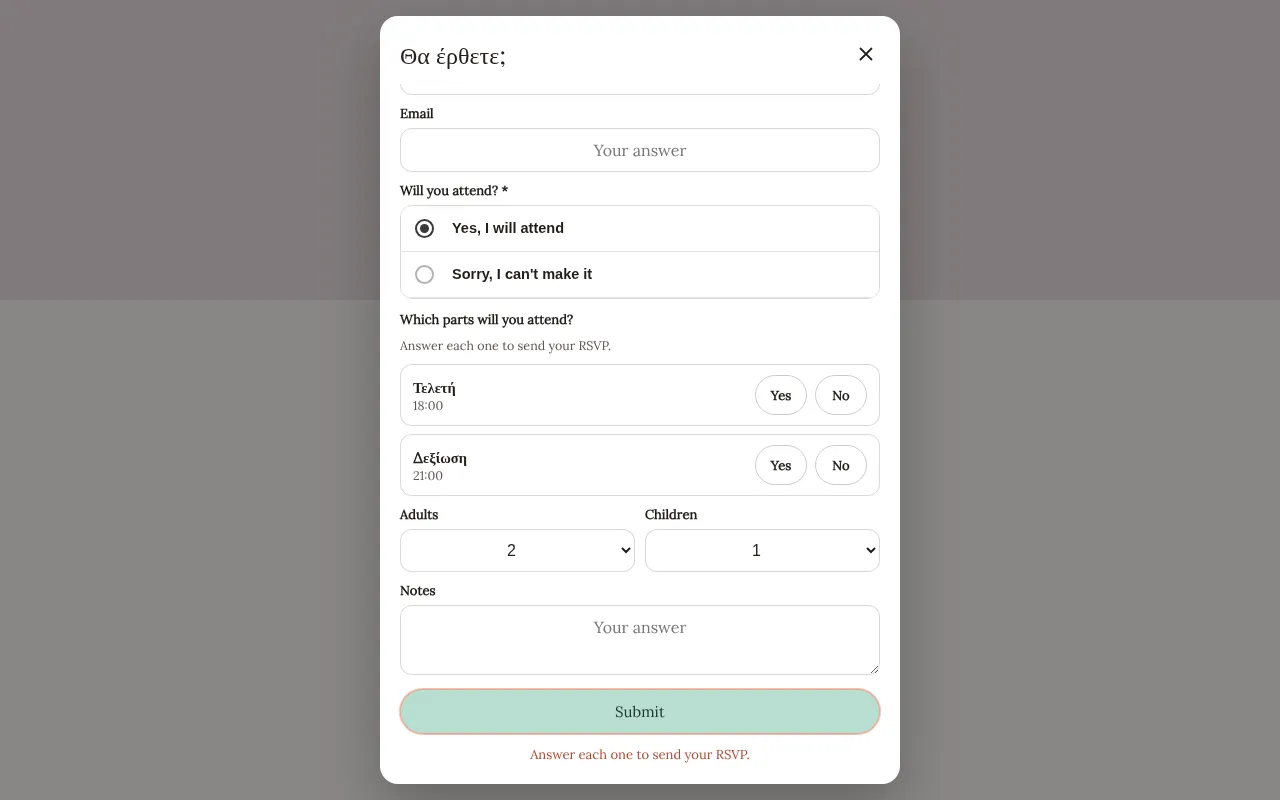 Θα έρθετε;
Email
Your answer
Will you attend? *
Yes, I will attend
Sorry, I can't make it
Which parts will you attend?
Answer each one to send your RSVP.
Τελετή
18:00
Yes
No
Δεξίωση
21:00
Yes
No
Adults
Children
2
1
Notes
Your answer
Submit
Answer each one to send your RSVP.